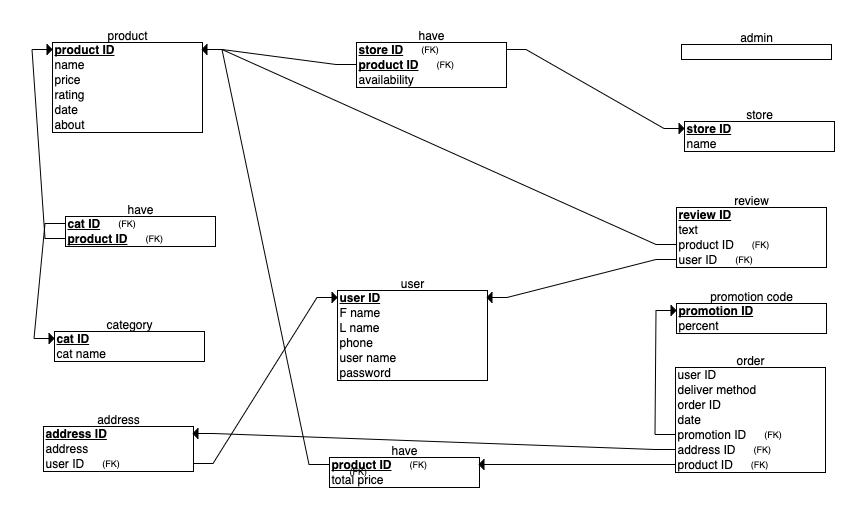 product
product ID
name
price
rating
date
about
have
store ID (FK)
product ID (FK)
availability
admin
store
store ID
name
have
cat ID (FK)
product ID (FK)
review
review ID
text
product ID (FK)
user ID (FK)
category
cat ID
cat name
user
user ID
F name
L name
phone
user name
password
promotion code
promotion ID
percent
order
user ID
deliver method
order ID
date
promotion ID (FK)
address ID (FK)
product ID (FK)
address
address ID
address
user ID (FK)
have
product ID (FK)
(FK)
total price